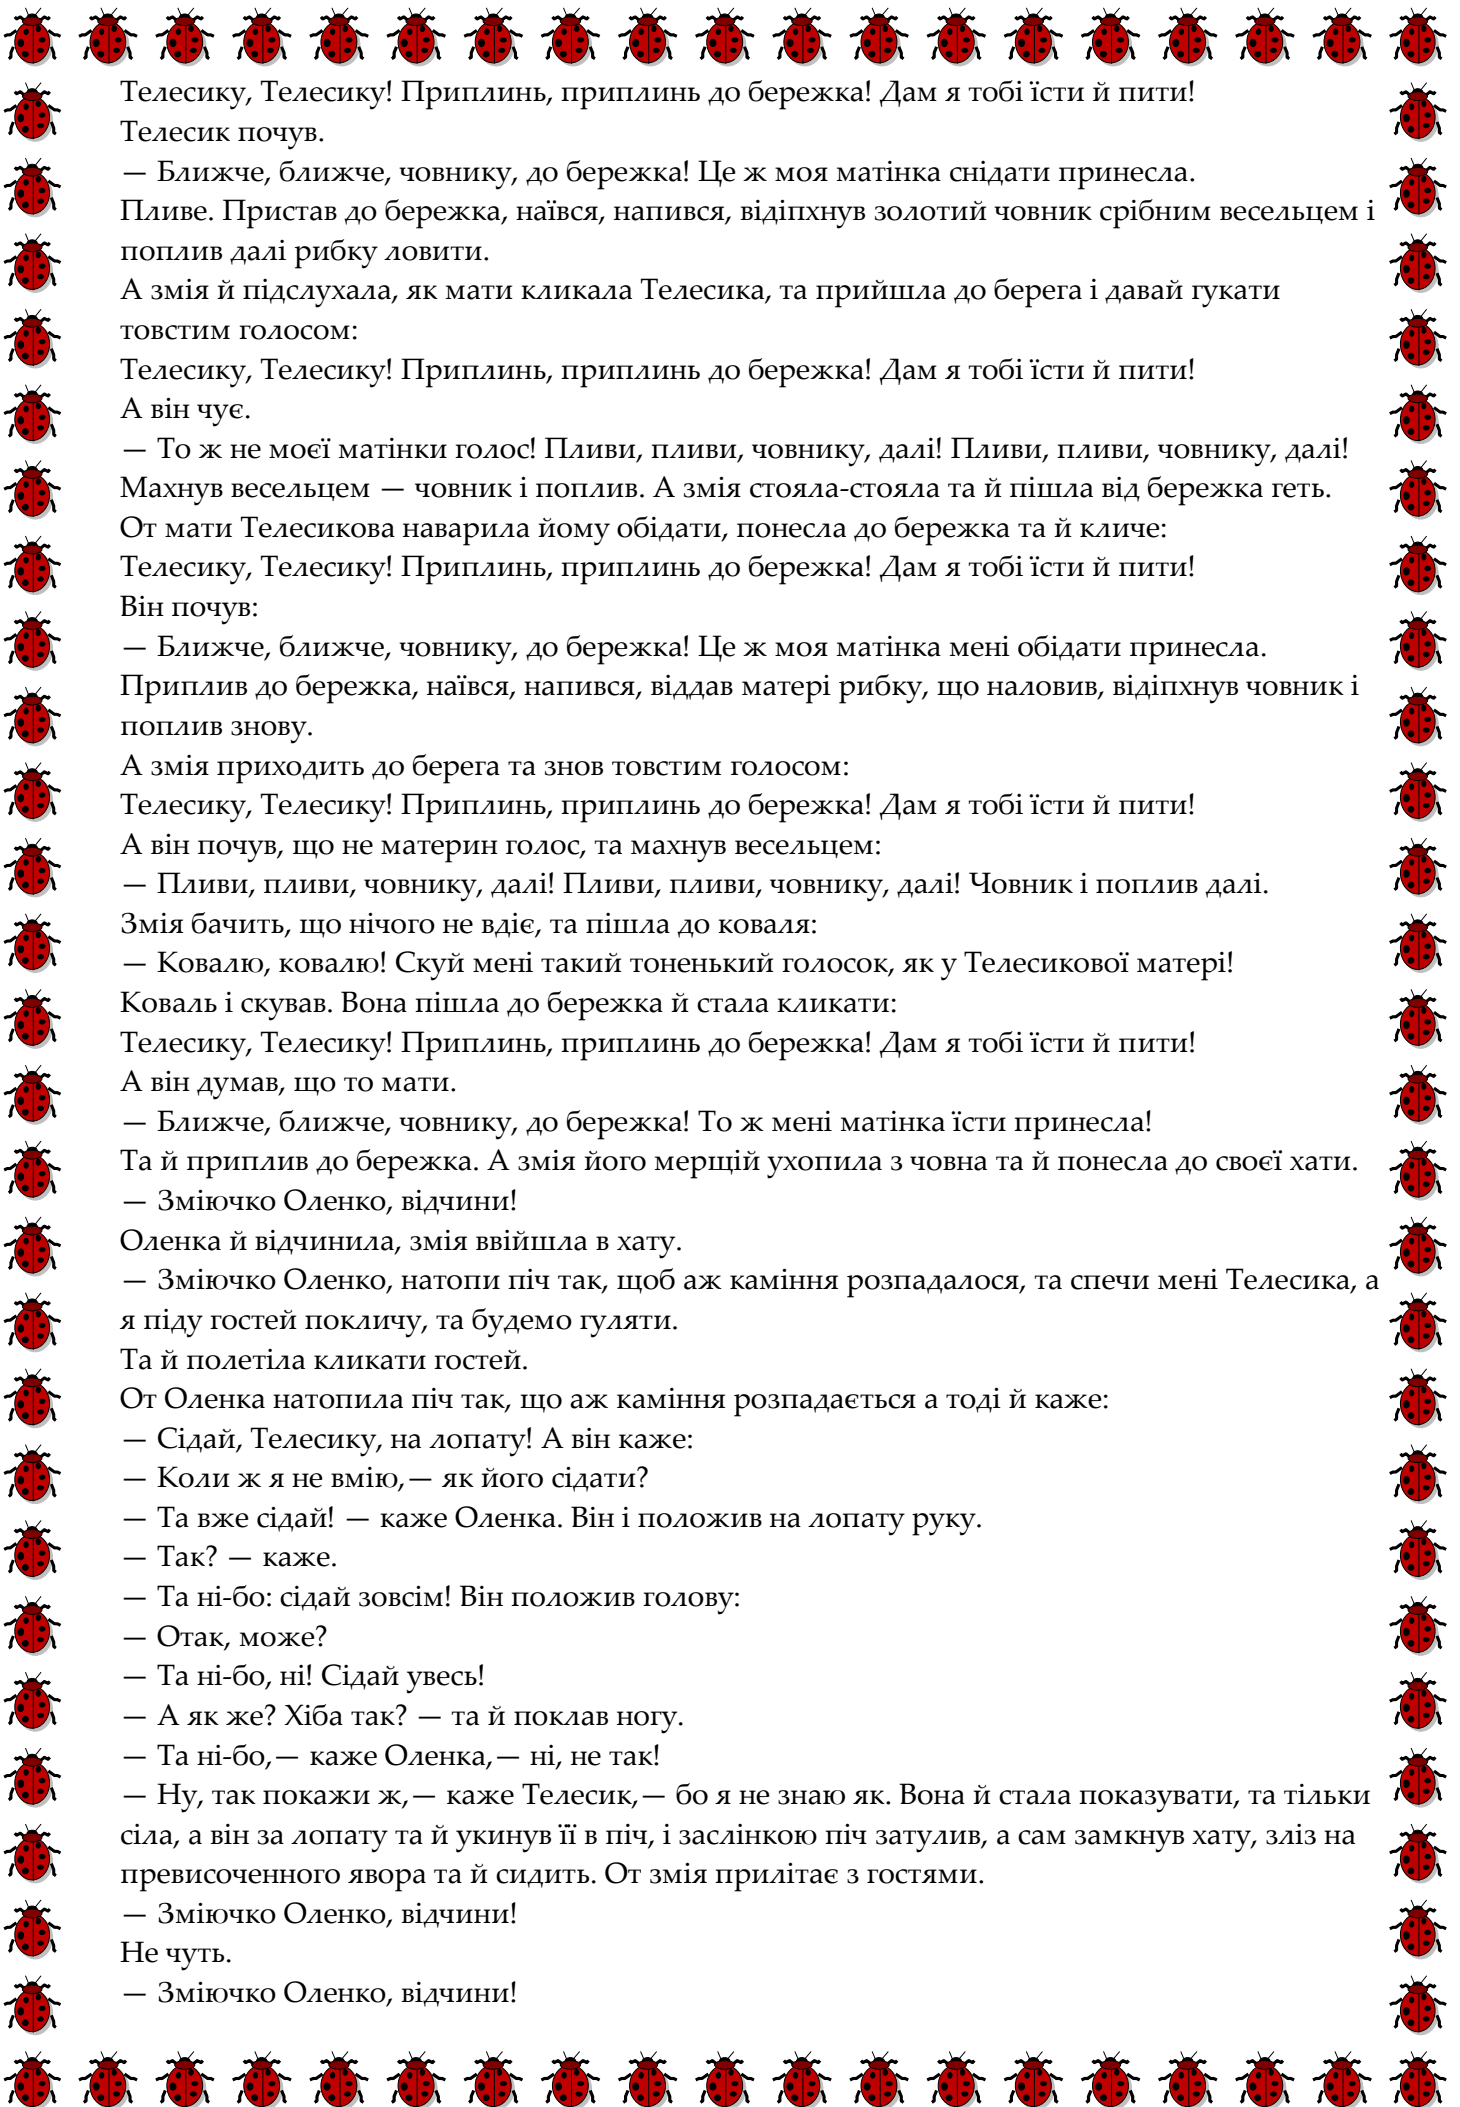 Телесику, Телесику! Приплинь, приплинь до бережка! Дам я тобі їсти й пити!
Телесик почув.
— Ближче, ближче, човнику, до бережка! Це ж моя матінка снідати принесла.
Пливе. Пристав до бережка, наївся, напився, відіпхнув золотий човник срібним весельцем і
поплив далі рибку ловити.
А змія й підслухала, як мати кликала Телесика, та прийшла до берега і давай гукати
товстим голосом:
Телесику, Телесику! Приплинь, приплинь до бережка! Дам я тобі їсти й пити!
А він чує.
— То ж не моєї матінки голос! Пливи, пливи, човнику, далі! Пливи, пливи, човнику, далі!
Махнув весельцем — човник і поплив. А змія стояла-стояла та й пішла від бережка геть.
От мати Телесикова наварила йому обідати, понесла до бережка та й кличе:
Телесику, Телесику! Приплинь, приплинь до бережка! Дам я тобі їсти й пити!
Він почув:
— Ближче, ближче, човнику, до бережка! Це ж моя матінка мені обідати принесла.
Приплив до бережка, наївся, напився, віддав матері рибку, що наловив, відіпхнув човник і
поплив знову.
А змія приходить до берега та знов товстим голосом:
Телесику, Телесику! Приплинь, приплинь до бережка! Дам я тобі їсти й пити!
А він почув, що не материн голос, та махнув весельцем:
— Пливи, пливи, човнику, далі! Пливи, пливи, човнику, далі! Човник і поплив далі.
Змія бачить, що нічого не вдіє, та пішла до коваля:
— Ковалю, ковалю! Скуй мені такий тоненький голосок, як у Телесикової матері!
Коваль і скував. Вона пішла до бережка й стала кликати:
Телесику, Телесику! Приплинь, приплинь до бережка! Дам я тобі їсти й пити!
А він думав, що то мати.
— Ближче, ближче, човнику, до бережка! То ж мені матінка їсти принесла!
Та й приплив до бережка. А змія його мерщій ухопила з човна та й понесла до своєї хати.
— Зміючко Оленко, відчини!
Оленка й відчинила, змія ввійшла в хату.
— Зміючко Оленко, натопи піч так, щоб аж каміння розпадалося, та спечи мені Телесика, а
я піду гостей покличу, та будемо гуляти.
Та й полетіла кликати гостей.
От Оленка натопила піч так, що аж каміння розпадається а тоді й каже:
— Сідай, Телесику, на лопату! А він каже:
— Коли ж я не вмію,— як його сідати?
— Та вже сідай! — каже Оленка. Він і положив на лопату руку.
— Так? — каже.
— Та ні-бо: сідай зовсім! Він положив голову:
— Отак, може?
— Та ні-бо, ні! Сідай увесь!
— А як же? Хіба так? — та й поклав ногу.
— Та ні-бо,— каже Оленка,— ні, не так!
— Ну, так покажи ж,— каже Телесик,— бо я не знаю як. Вона й стала показувати, та тільки
сіла, а він за лопату та й укинув її в піч, і заслінкою піч затулив, а сам замкнув хату, зліз на
превисоченного явора та й сидить. От змія прилітає з гостями.
— Зміючко Оленко, відчини!
Не чуть.
— Зміючко Оленко, відчини!